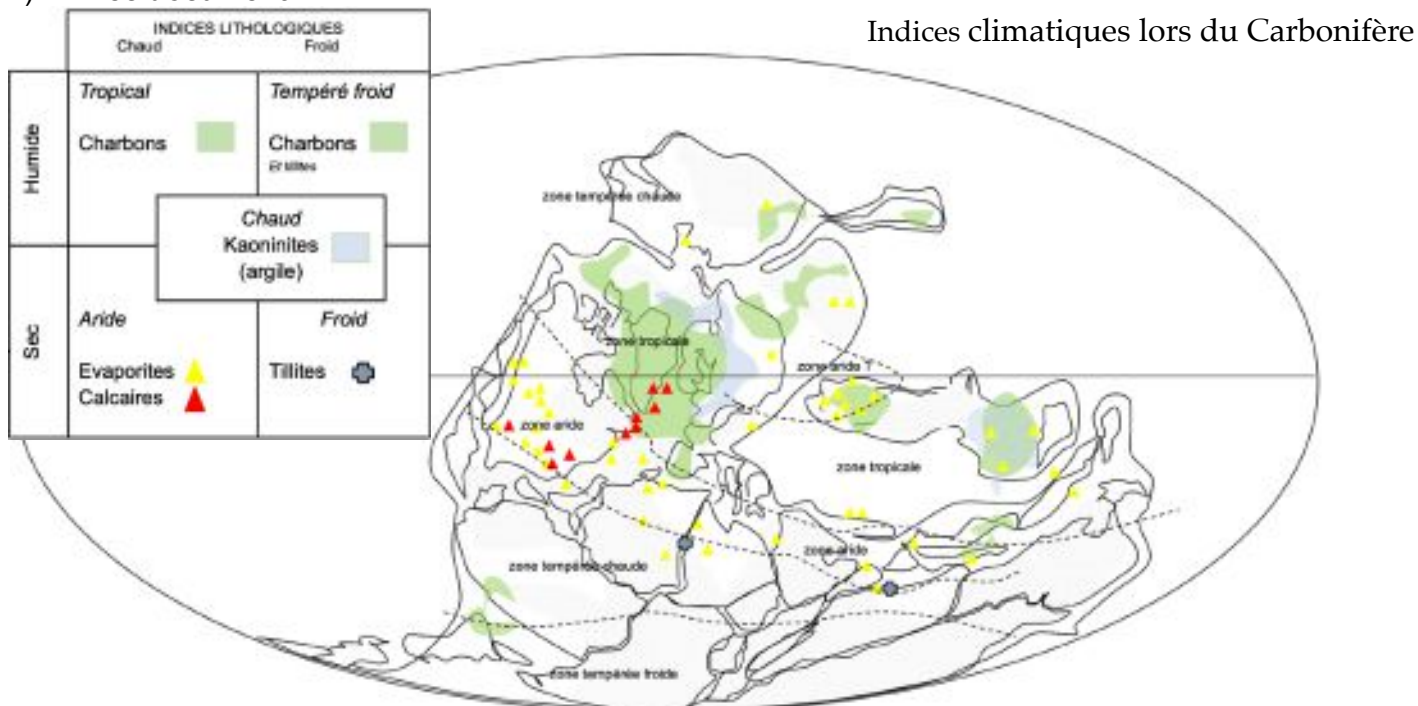 Indices climatiques lors du Carbonifère
INDICES LITHOLOGIQUES
Chaud Froid
Humide
Tropical
Charbons
Tempéré froid
Charbons
Et tillites
Chaud
Kaoninites
(argile)
Sec
Aride
Evaporites
Calcaires
Froid
Tillites
zone tempérée chaude
zone tropicale
zone aride ?
zone aride
zone tropicale
zone aride
zone tempérée chaude
zone tempérée froide